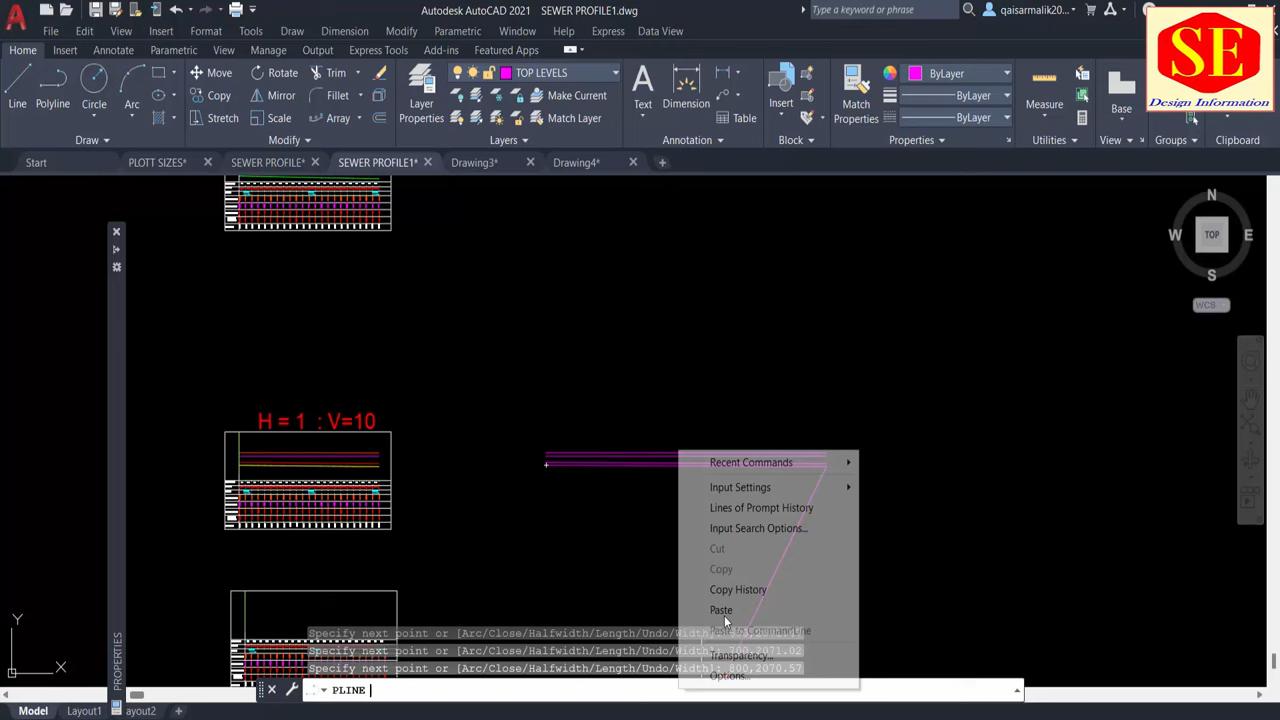 Autodesk AutoCAD 2021 SEWER PROFILE1.dwg
Type a keyword or phrase
qaisarmalik20...
File Edit View Insert Format Tools Draw Dimension Modify Parametric Window Express Data View
Home Insert Annotate Parametric View Manage Output Express Tools Add-ins Featured Apps
Line Polyline Circle Arc
Move Rotate Trim
Copy Mirror Fillet
Stretch Scale Array
Layer Properties
TOP LEVELS
Make Current
Match Layer
Text Dimension Table
Insert
Match Properties
ByLayer
ByLayer
ByLayer
Measure
Base
Draw Modify Layers Annotation Block Properties Groups Utilities View Clipboard
SE
Design Information
Start PLOTT SIZES* SEWER PROFILE* SEWER PROFILE1* Drawing3* Drawing4*
N
W TOP E
S
WCS
H = 1 : V=10
Recent Commands
Input Settings
Lines of Prompt History
Input Search Options...
Cut
Copy
Copy History
Paste
Paste to CommandLine
Transparency...
Options...
Specify next point or [Arc/Close/Halfwidth/Length/Undo/Width]
Specify next point or [Arc/Close/Halfwidth/Length/Undo/Width]: 700,2071.02
Specify next point or [Arc/Close/Halfwidth/Length/Undo/Width]: 800,2070.57
PLINE
PROPERTIES
Y
X
Model Layout1 ayout2